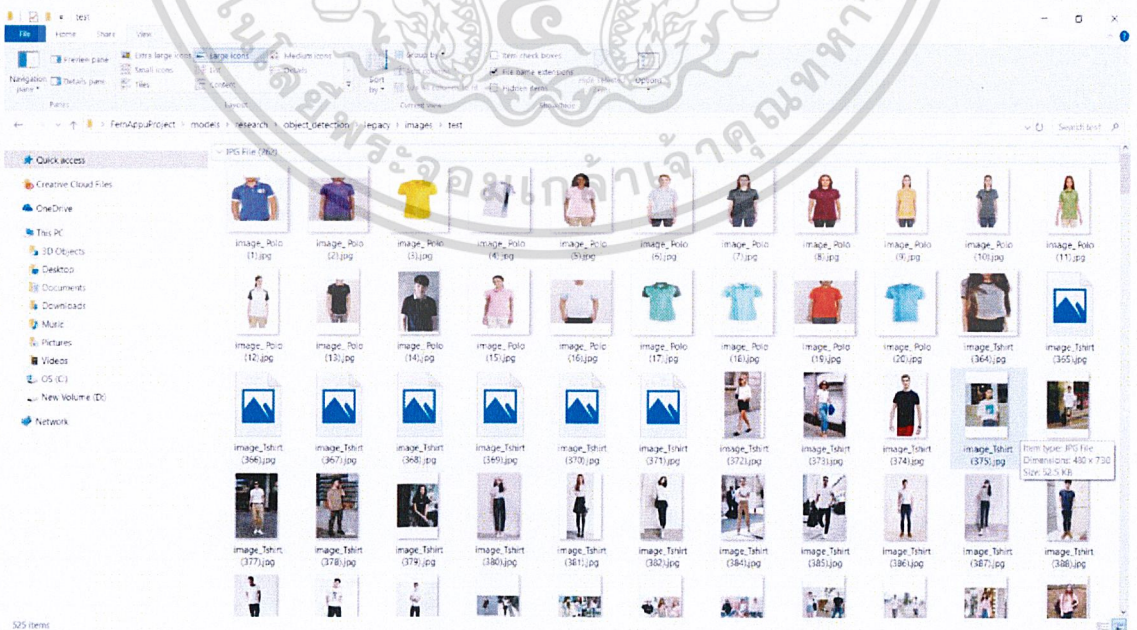 test
File Home Share View
Preview pane Extra large icons Large icons Medium icons Group by Item check boxes
Navigation pane Details pane Small icons List Details Sort by File name extensions Options
Tiles Content Hidden items
Panes Layout Current view Show/hide
FernAppuProject › models › research › object_detection › legacy › images › test Search test
Quick access
Creative Cloud Files
OneDrive
This PC
3D Objects
Desktop
Documents
Downloads
Music
Pictures
Videos
OS (C:)
New Volume (D:)
Network
JPG File (262)
image_Polo (1).jpg
image_Polo (2).jpg
image_Polo (3).jpg
image_Polo (4).jpg
image_Polo (5).jpg
image_Polo (6).jpg
image_Polo (7).jpg
image_Polo (8).jpg
image_Polo (9).jpg
image_Polo (10).jpg
image_Polo (11).jpg
image_Polo (12).jpg
image_Polo (13).jpg
image_Polo (14).jpg
image_Polo (15).jpg
image_Polo (16).jpg
image_Polo (17).jpg
image_Polo (18).jpg
image_Polo (19).jpg
image_Polo (20).jpg
image_Tshirt (364).jpg
image_Tshirt (365).jpg
image_Tshirt (366).jpg
image_Tshirt (367).jpg
image_Tshirt (368).jpg
image_Tshirt (369).jpg
image_Tshirt (370).jpg
image_Tshirt (371).jpg
image_Tshirt (372).jpg
image_Tshirt (373).jpg
image_Tshirt (374).jpg
image_Tshirt (375).jpg
Item type: JPG File
Dimensions: 480 x 730
Size: 52.5 KB
image_Tshirt (377).jpg
image_Tshirt (378).jpg
image_Tshirt (379).jpg
image_Tshirt (380).jpg
image_Tshirt (381).jpg
image_Tshirt (382).jpg
image_Tshirt (384).jpg
image_Tshirt (385).jpg
image_Tshirt (386).jpg
image_Tshirt (387).jpg
image_Tshirt (388).jpg
525 items